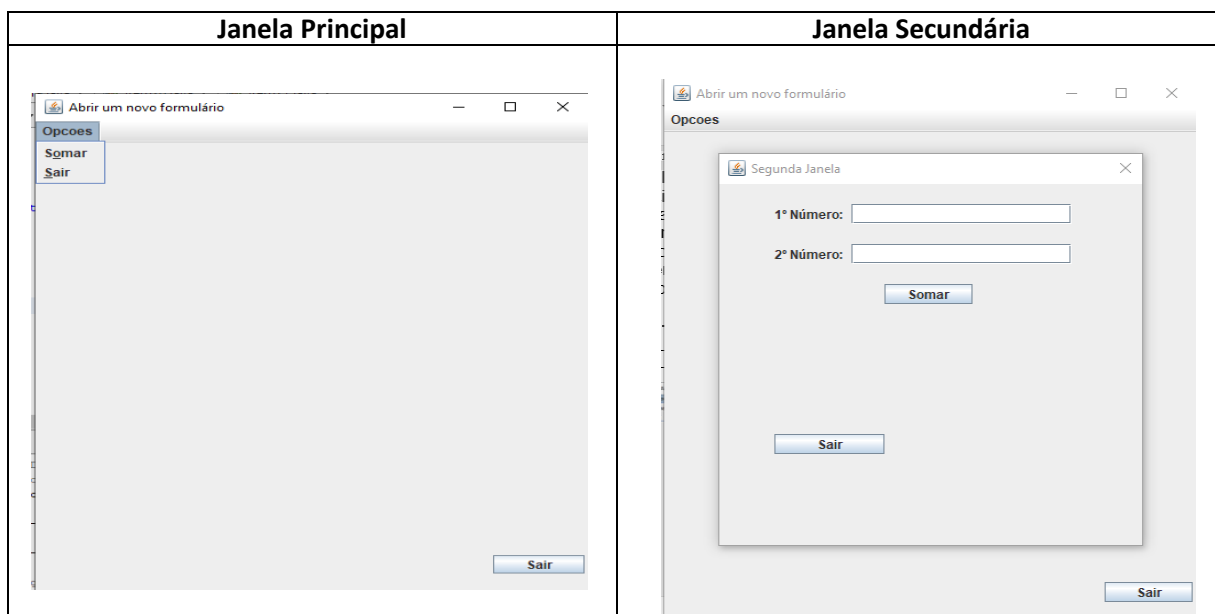 Janela Principal
Janela Secundária
Abrir um novo formulário
Opcoes
Somar
Sair
Sair
Abrir um novo formulário
Opcoes
Segunda Janela
1º Número:
2º Número:
Somar
Sair
Sair